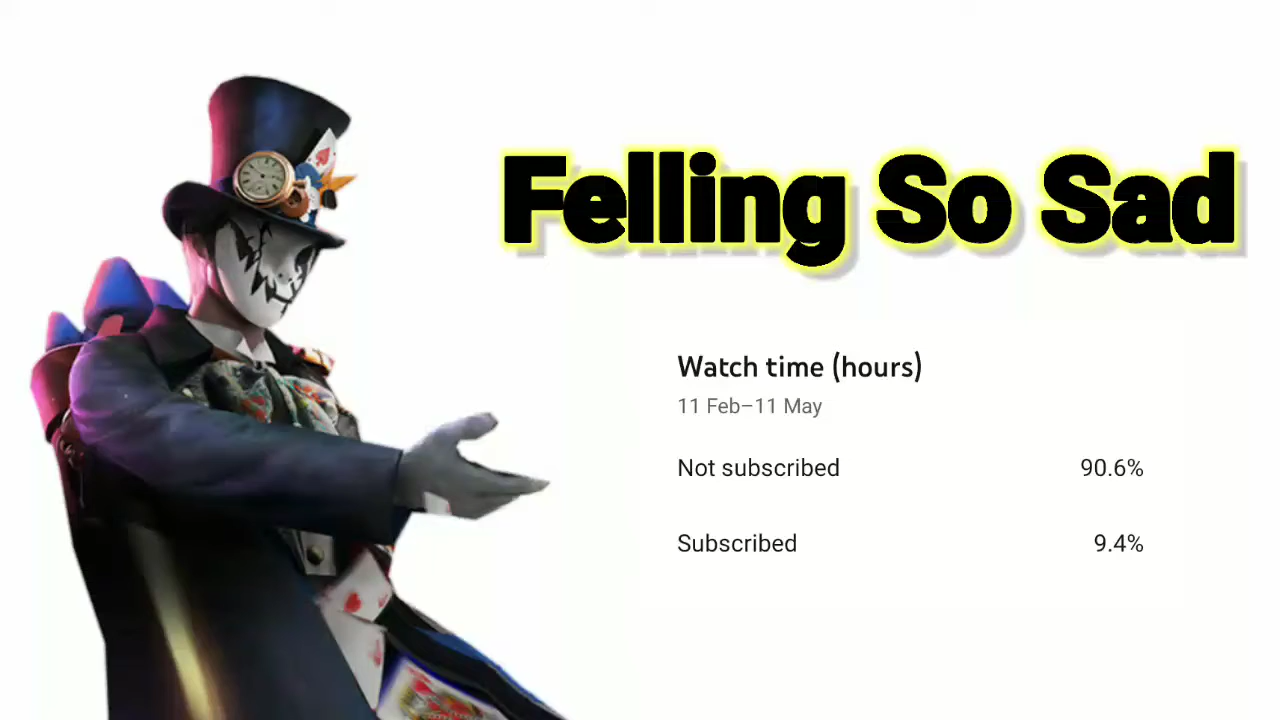 Felling So Sad
Watch time (hours)
11 Feb–11 May
Not subscribed 90.6%
Subscribed 9.4%